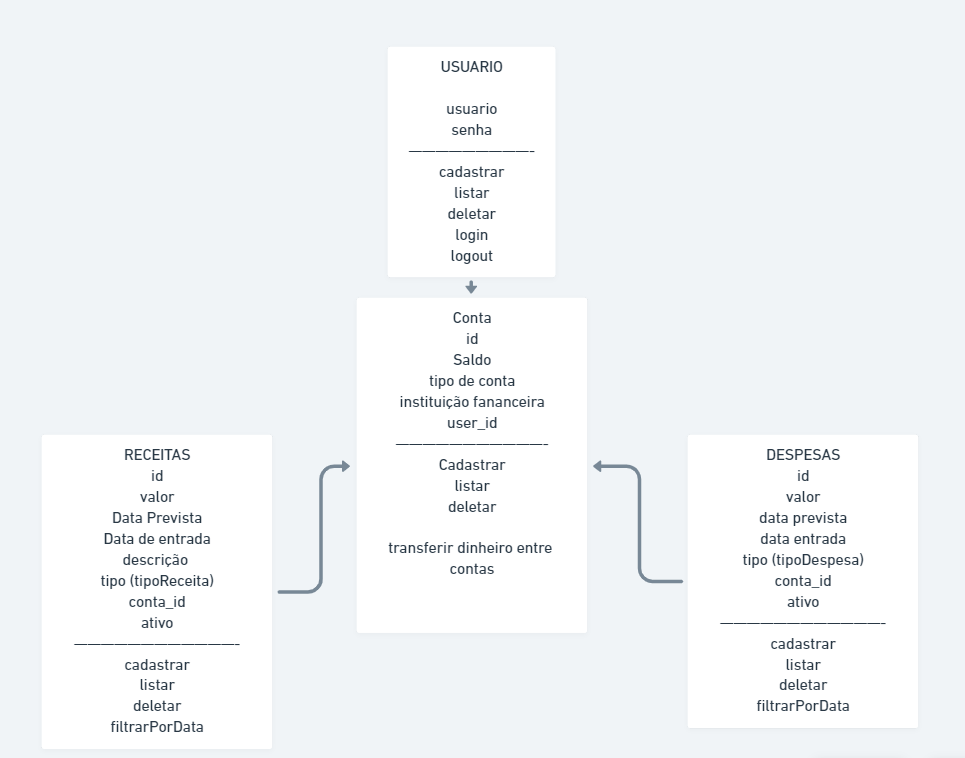 USUARIO
usuario
senha
——————————-
cadastrar
listar
deletar
login
logout
Conta
id
Saldo
tipo de conta
instituição fananceira
user_id
————————————-
Cadastrar
listar
deletar
transferir dinheiro entre
contas
RECEITAS
id
valor
Data Prevista
Data de entrada
descrição
tipo (tipoReceita)
conta_id
ativo
—————————————-
cadastrar
listar
deletar
filtrarPorData
DESPESAS
id
valor
data prevista
data entrada
tipo (tipoDespesa)
conta_id
ativo
—————————————-
cadastrar
listar
deletar
filtrarPorData